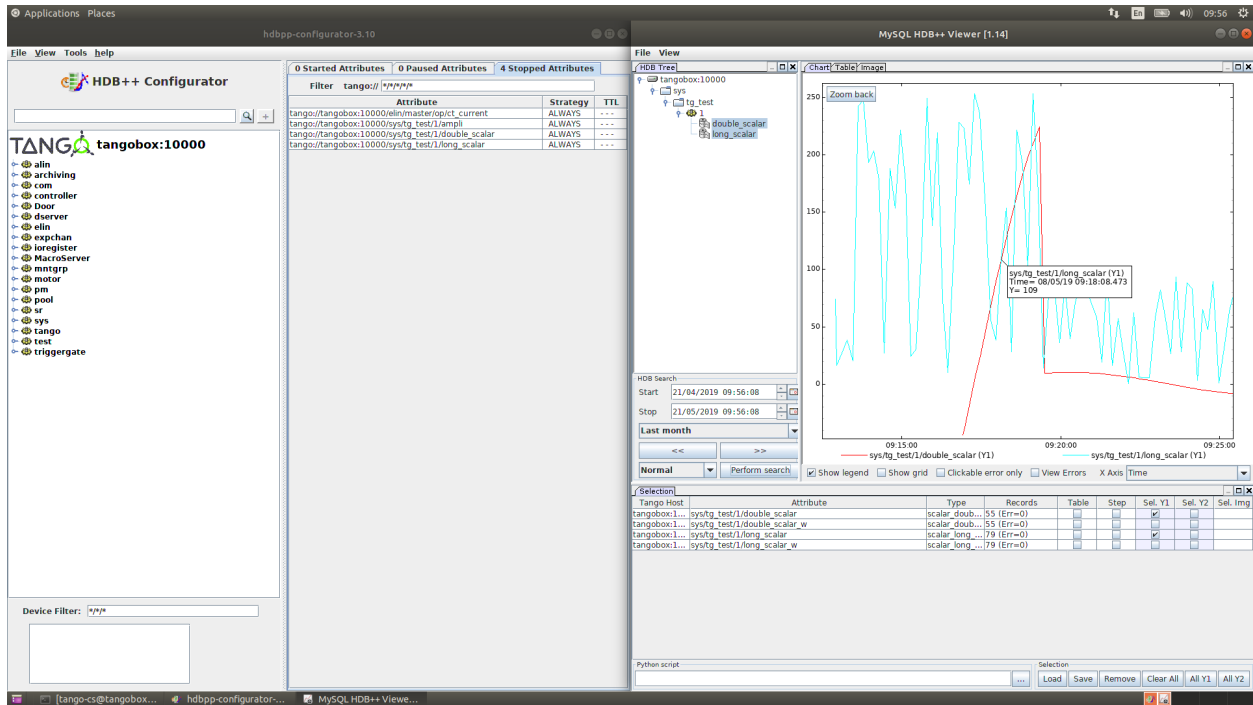 Applications Places
En 09:56
hdbpp-configurator-3.10
File View Tools help
HDB++ Configurator
TANGO tangobox:10000
alin
archiving
com
controller
Door
dserver
elin
expchan
ioregister
MacroServer
mntgrp
motor
pm
pool
sr
sys
tango
test
triggergate
Device Filter: */*/*
0 Started Attributes 0 Paused Attributes 4 Stopped Attributes
Filter tango:// */*/*/*/*
Attribute Strategy TTL
tango://tangobox:10000/elin/master/op/ct_current ALWAYS - - -
tango://tangobox:10000/sys/tg_test/1/ampli ALWAYS - - -
tango://tangobox:10000/sys/tg_test/1/double_scalar ALWAYS - - -
tango://tangobox:10000/sys/tg_test/1/long_scalar ALWAYS - - -
MySQL HDB++ Viewer [1.14]
File View
HDB Tree
tangobox:10000
sys
tg_test
1
double_scalar
long_scalar
HDB Search
Start 21/04/2019 09:56:08
Stop 21/05/2019 09:56:08
Last month
<< >>
Normal Perform search
Chart Table Image
Zoom back
250
200
150
100
50
0
sys/tg_test/1/long_scalar (Y1)
Time= 08/05/19 09:18:08.473
Y= 109
09:15:00 09:20:00 09:25:00
sys/tg_test/1/double_scalar (Y1) sys/tg_test/1/long_scalar (Y1)
Show legend Show grid Clickable error only View Errors X Axis Time
Selection
Tango Host Attribute Type Records Table Step Sel. Y1 Sel. Y2 Sel. Img
tangobox:1... sys/tg_test/1/double_scalar scalar_doub... 55 (Err=0)
tangobox:1... sys/tg_test/1/double_scalar_w scalar_doub... 55 (Err=0)
tangobox:1... sys/tg_test/1/long_scalar scalar_long_... 79 (Err=0)
tangobox:1... sys/tg_test/1/long_scalar_w scalar_long_... 79 (Err=0)
Python script
...
Selection
Load Save Remove Clear All All Y1 All Y2
[tango-cs@tangobox... hdbpp-configurator-... MySQL HDB++ Viewe...